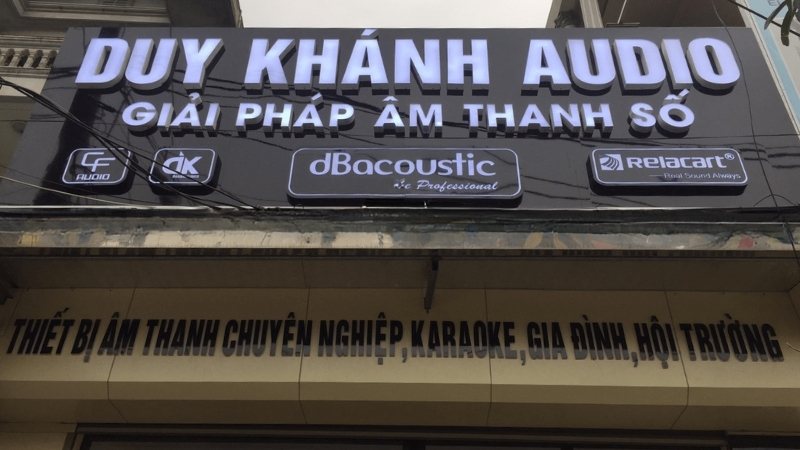 DUY KHÁNH AUDIO
GIẢI PHÁP ÂM THANH SỐ
CF AUDIO
dk
dBacoustic
Professional
Relacart®
Real Sound Always
THIẾT BỊ ÂM THANH CHUYÊN NGHIỆP,KARAOKE,GIA ĐÌNH,HỘI TRƯỜNG